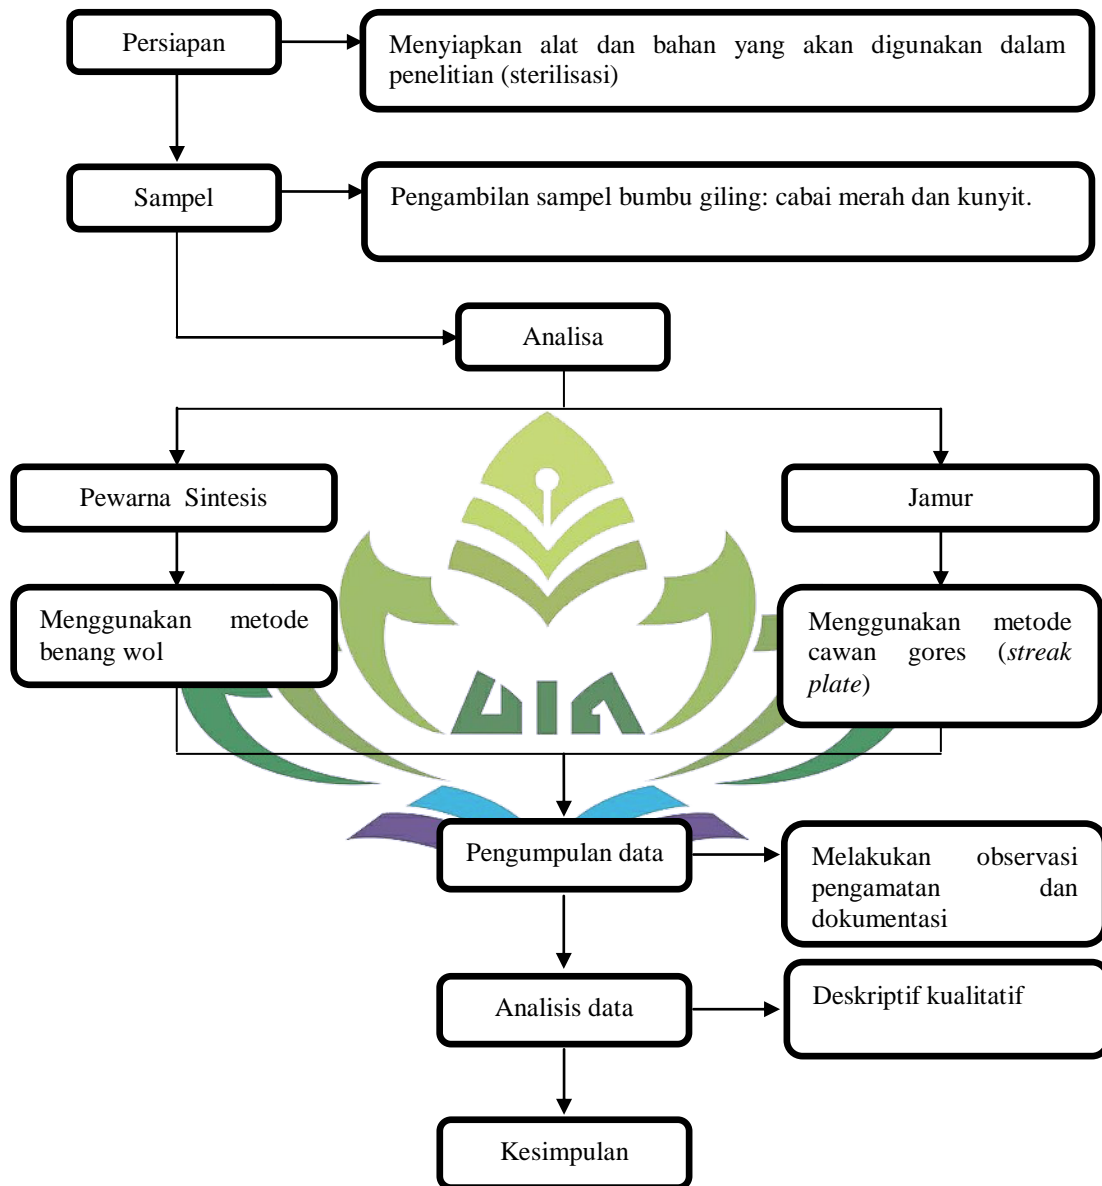 Persiapan
Menyiapkan alat dan bahan yang akan digunakan dalam
penelitian (sterilisasi)
Sampel
Pengambilan sampel bumbu giling: cabai merah dan kunyit.
Analisa
Pewarna Sintesis
Jamur
Menggunakan metode
benang wol
Menggunakan metode
cawan gores (streak
plate)
UIN
Pengumpulan data
Melakukan observasi
pengamatan dan
dokumentasi
Analisis data
Deskriptif kualitatif
Kesimpulan